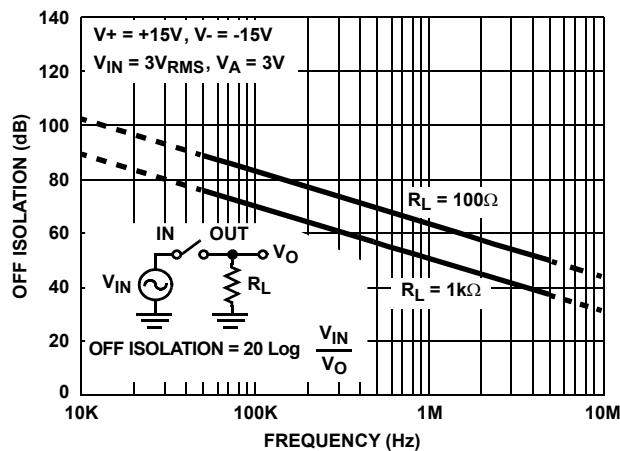 140
120
100
80
60
40
20
0
OFF ISOLATION (dB)
V+ = +15V, V- = -15V
VIN = 3VRMS, VA = 3V
RL = 100Ω
RL = 1kΩ
IN OUT
VO
VIN
RL
OFF ISOLATION = 20 Log VIN
VO
10K 100K 1M 10M
FREQUENCY (Hz)